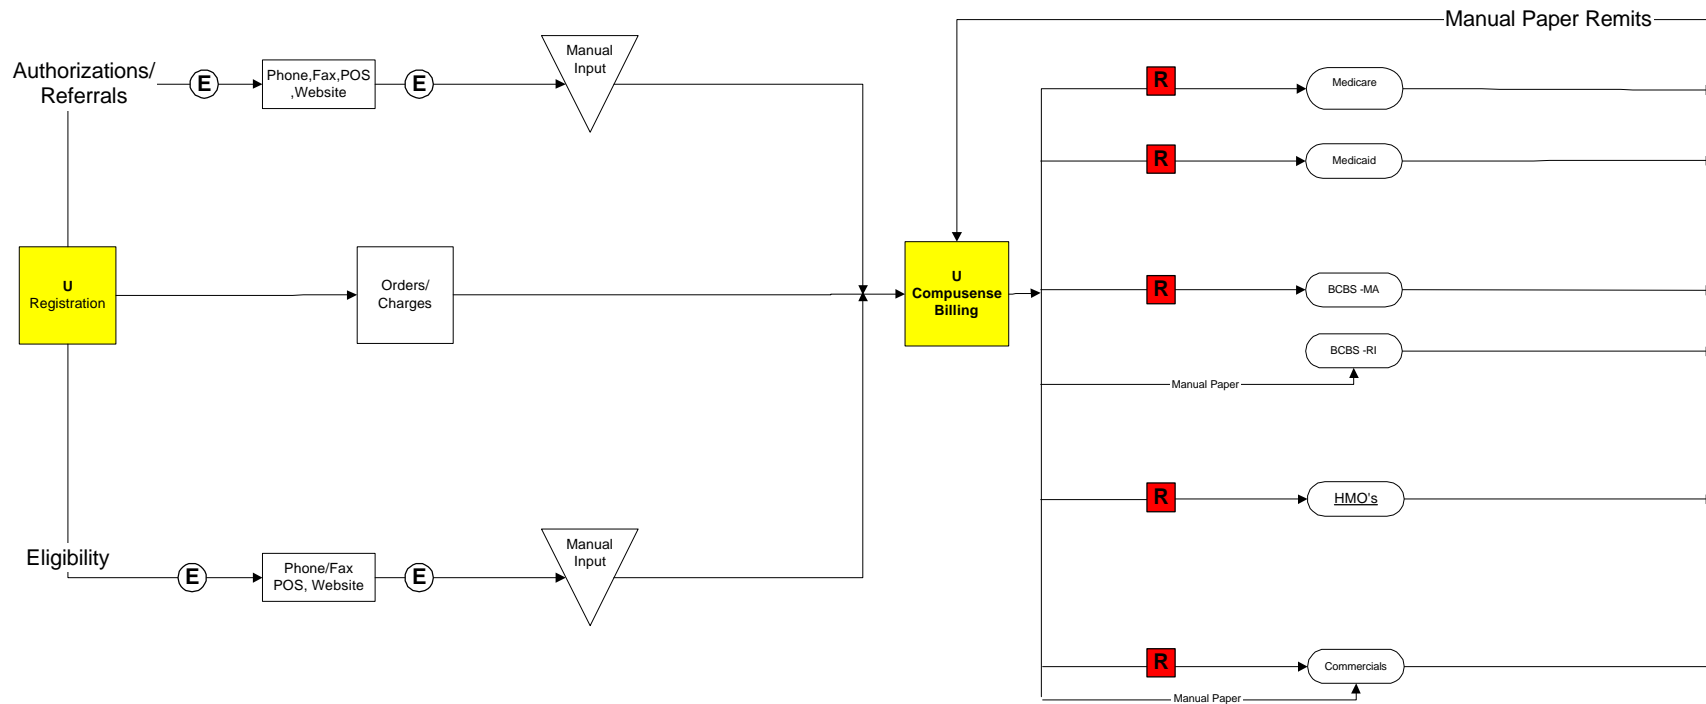 Manual Paper Remits
Authorizations/
Referrals
E
Phone,Fax,POS
,Website
E
Manual
Input
R
Medicare
R
Medicaid
U
Registration
Orders/
Charges
U
Compusense
Billing
R
BCBS -MA
BCBS -RI
Manual Paper
R
HMO's
Eligibility
E
Phone/Fax
POS, Website
E
Manual
Input
R
Commercials
Manual Paper